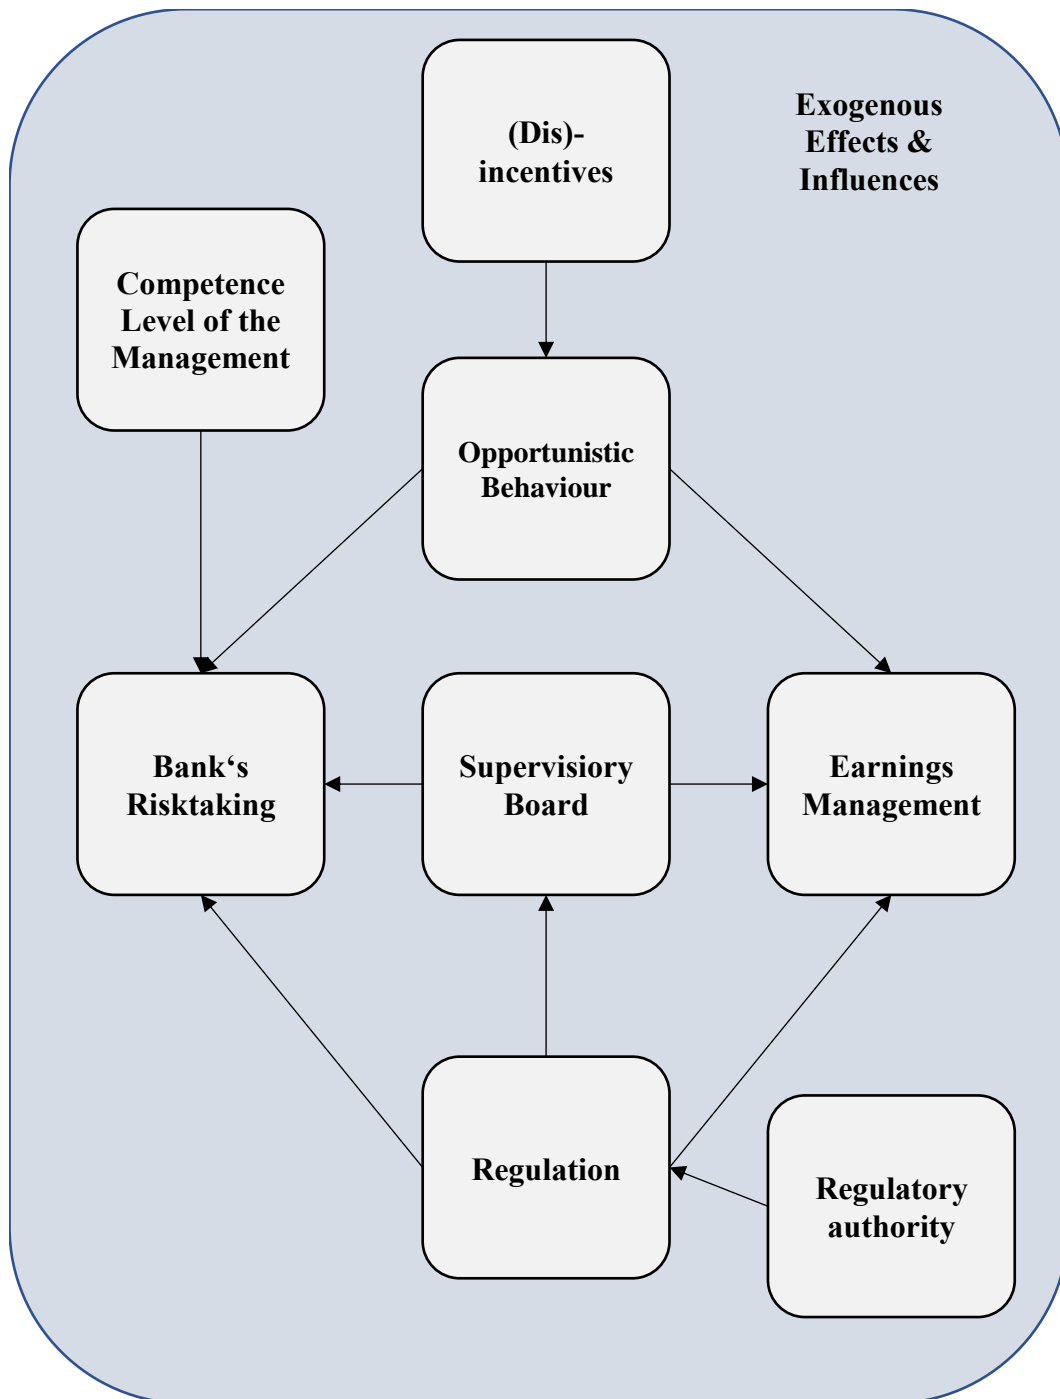 (Dis)-
incentives
Exogenous
Effects &
Influences
Competence
Level of the
Management
Opportunistic
Behaviour
Bank‘s
Risktaking
Supervisiory
Board
Earnings
Management
Regulation
Regulatory
authority